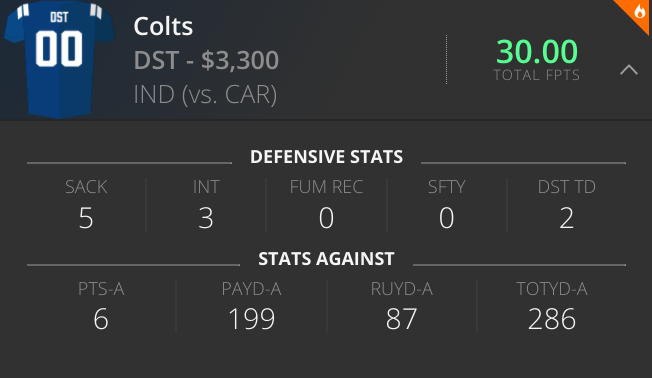 DST
00
Colts
DST - $3,300
IND (vs. CAR)
30.00
TOTAL FPTS
DEFENSIVE STATS
SACK INT FUM REC SFTY DST TD
5 3 0 0 2
STATS AGAINST
PTS-A PAYD-A RUYD-A TOTYD-A
6 199 87 286